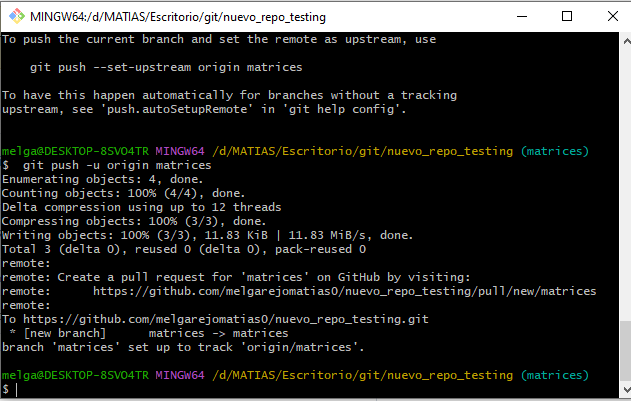 MINGW64:/d/MATIAS/Escritorio/git/nuevo_repo_testing
To push the current branch and set the remote as upstream, use
git push --set-upstream origin matrices
To have this happen automatically for branches without a tracking
upstream, see 'push.autoSetupRemote' in 'git help config'.
melga@DESKTOP-8SVO4TR MINGW64 /d/MATIAS/Escritorio/git/nuevo_repo_testing (matrices)
$  git push -u origin matrices
Enumerating objects: 4, done.
Counting objects: 100% (4/4), done.
Delta compression using up to 12 threads
Compressing objects: 100% (3/3), done.
Writing objects: 100% (3/3), 11.83 KiB | 11.83 MiB/s, done.
Total 3 (delta 0), reused 0 (delta 0), pack-reused 0
remote:
remote: Create a pull request for 'matrices' on GitHub by visiting:
remote:      https://github.com/melgarejomatias0/nuevo_repo_testing/pull/new/matrices
remote:
To https://github.com/melgarejomatias0/nuevo_repo_testing.git
 * [new branch]      matrices -> matrices
branch 'matrices' set up to track 'origin/matrices'.
melga@DESKTOP-8SVO4TR MINGW64 /d/MATIAS/Escritorio/git/nuevo_repo_testing (matrices)
$